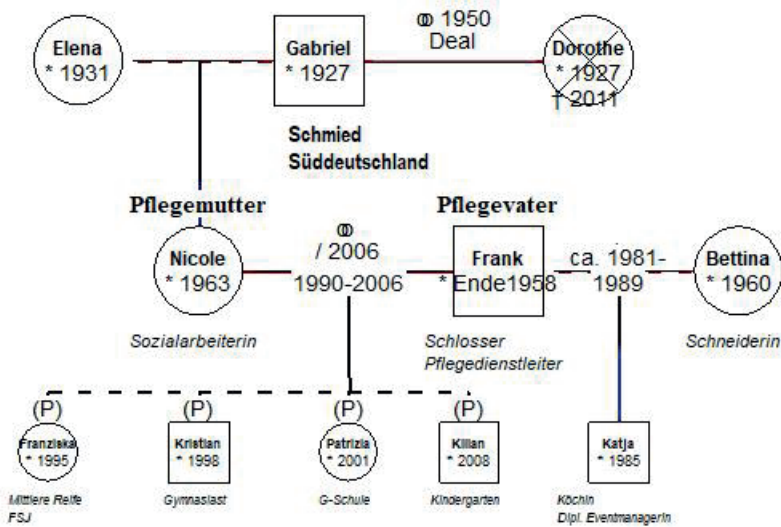 ⚭ 1950
Deal
Elena
* 1931
Gabriel
* 1927
Dorothe
* 1927
† 2011
Schmied
Süddeutschland
Pflegemutter
Pflegevater
Nicole
* 1963
⚭
/ 2006
1990-2006
Frank
* Ende1958
ca. 1981-
1989
Bettina
* 1960
Sozialarbeiterin
Schlosser
Pflegedienstleiter
Schneiderin
(P)
(P)
(P)
(P)
Franziska
* 1995
Kristian
* 1998
Patrizia
* 2001
Kilian
* 2008
Katja
* 1985
Mittlere Reife
FSJ
Gymnasiast
G-Schule
Kindergarten
Köchin
Dipl. Eventmanagerin